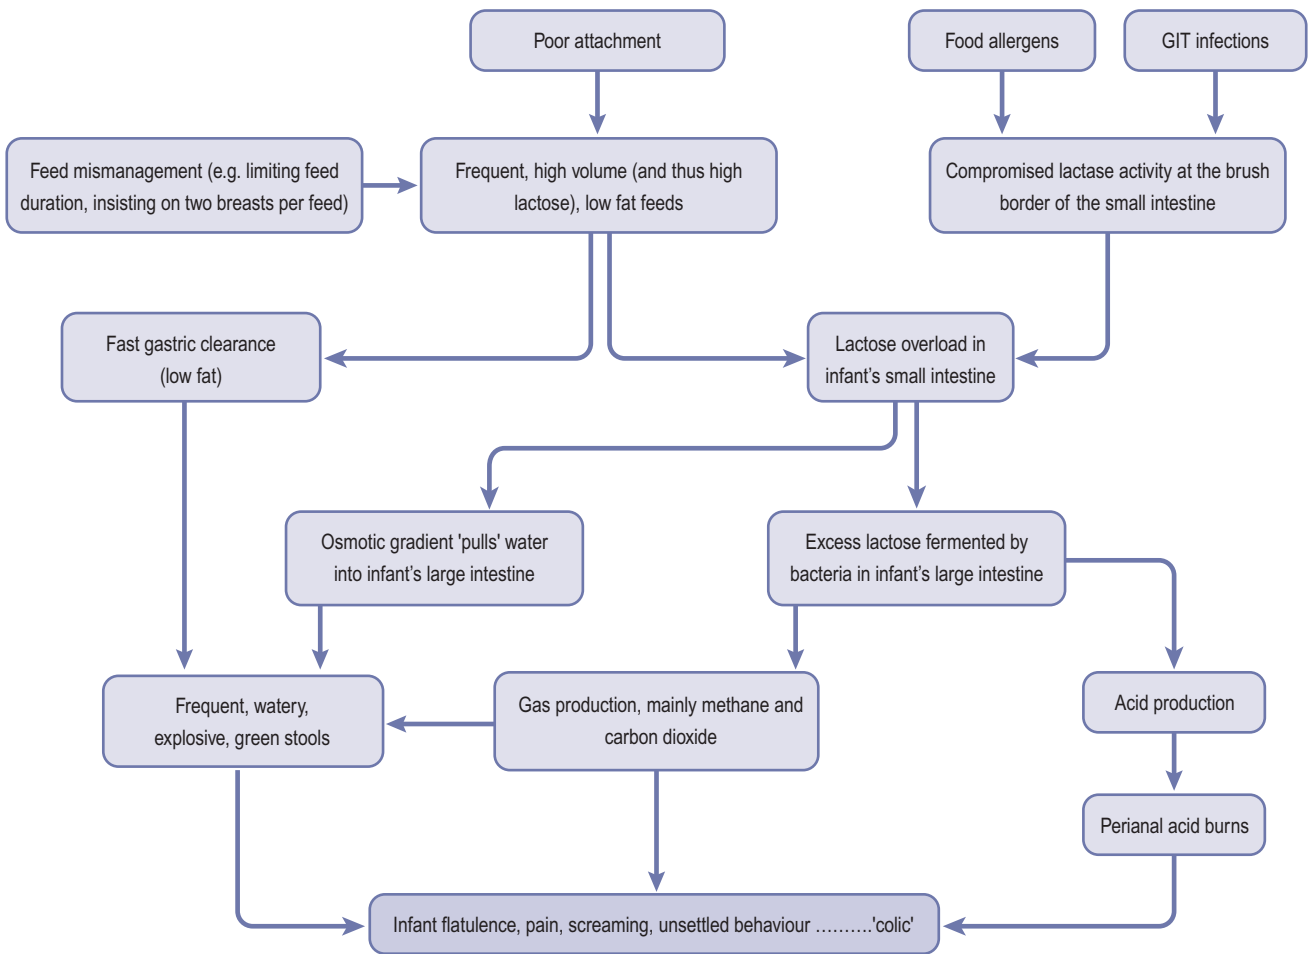 Poor attachment
Food allergens
GIT infections
Feed mismanagement (e.g. limiting feed
duration, insisting on two breasts per feed)
Frequent, high volume (and thus high
lactose), low fat feeds
Compromised lactase activity at the brush
border of the small intestine
Fast gastric clearance
(low fat)
Lactose overload in
infant’s small intestine
Osmotic gradient 'pulls' water
into infant’s large intestine
Excess lactose fermented by
bacteria in infant’s large intestine
Frequent, watery,
explosive, green stools
Gas production, mainly methane and
carbon dioxide
Acid production
Perianal acid burns
Infant flatulence, pain, screaming, unsettled behaviour ..........'colic'